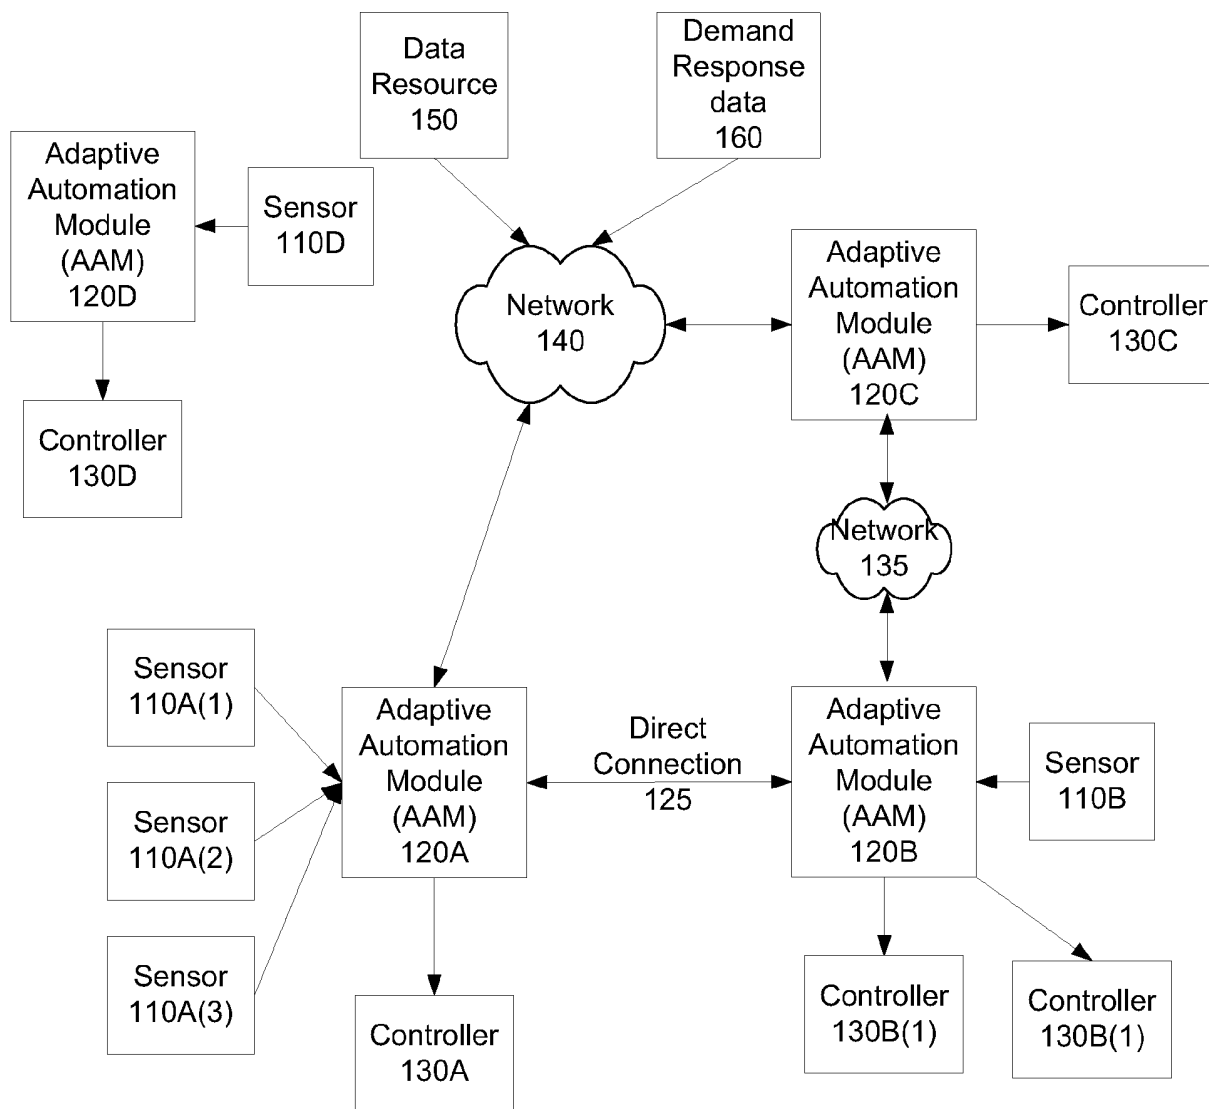 Data
Resource
150
Demand
Response
data
160
Adaptive
Automation
Module
(AAM)
120D
Sensor
110D
Controller
130D
Network
140
Adaptive
Automation
Module
(AAM)
120C
Controller
130C
Network
135
Sensor
110A(1)
Sensor
110A(2)
Sensor
110A(3)
Adaptive
Automation
Module
(AAM)
120A
Direct
Connection
125
Adaptive
Automation
Module
(AAM)
120B
Sensor
110B
Controller
130A
Controller
130B(1)
Controller
130B(1)